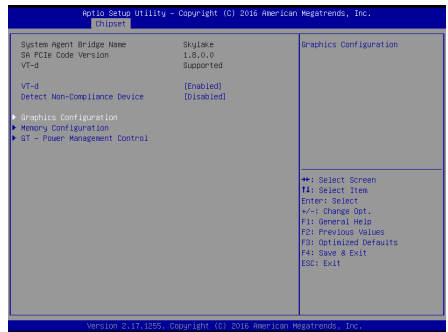 Aptio Setup Utility – Copyright (C) 2016 American Megatrends, Inc.
Chipset
System Agent Bridge Name Skylake
SA PCIe Code Version 1.8.0.0
VT-d Supported
VT-d [Enabled]
Detect Non-Compliance Device [Disabled]
Graphics Configuration
Memory Configuration
GT – Power Management Control
Graphics Configuration
→←: Select Screen
↑↓: Select Item
Enter: Select
+/-: Change Opt.
F1: General Help
F2: Previous Values
F3: Optimized Defaults
F4: Save & Exit
ESC: Exit
Version 2.17.1255. Copyright (C) 2016 American Megatrends, Inc.